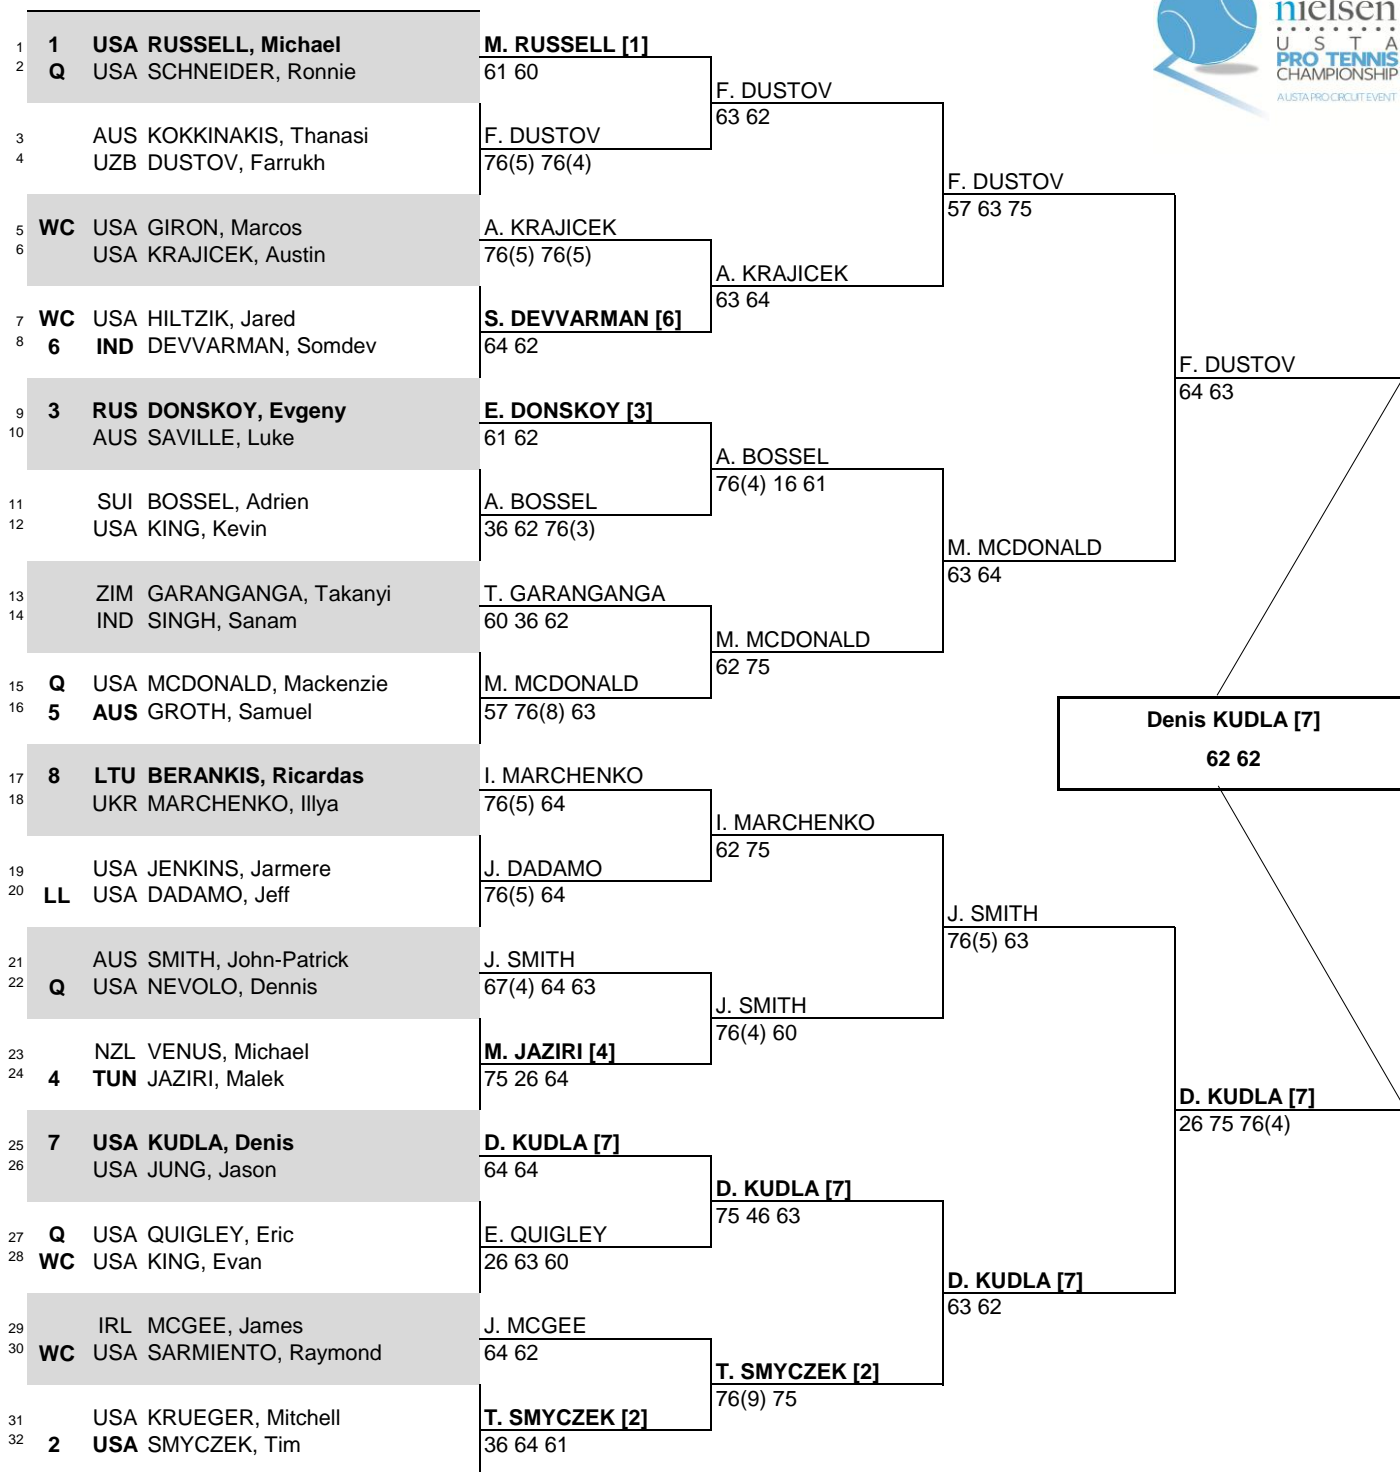 nielsen
USTA
PRO TENNIS
CHAMPIONSHIP
A USTA PRO CIRCUIT EVENT
1 1 USA RUSSELL, Michael
2 Q USA SCHNEIDER, Ronnie
3 AUS KOKKINAKIS, Thanasi
4 UZB DUSTOV, Farrukh
5 WC USA GIRON, Marcos
6 USA KRAJICEK, Austin
7 WC USA HILTZIK, Jared
8 6 IND DEVVARMAN, Somdev
9 3 RUS DONSKOY, Evgeny
10 AUS SAVILLE, Luke
11 SUI BOSSEL, Adrien
12 USA KING, Kevin
13 ZIM GARANGANGA, Takanyi
14 IND SINGH, Sanam
15 Q USA MCDONALD, Mackenzie
16 5 AUS GROTH, Samuel
17 8 LTU BERANKIS, Ricardas
18 UKR MARCHENKO, Illya
19 USA JENKINS, Jarmere
20 LL USA DADAMO, Jeff
21 AUS SMITH, John-Patrick
22 Q USA NEVOLO, Dennis
23 NZL VENUS, Michael
24 4 TUN JAZIRI, Malek
25 7 USA KUDLA, Denis
26 USA JUNG, Jason
27 Q USA QUIGLEY, Eric
28 WC USA KING, Evan
29 IRL MCGEE, James
30 WC USA SARMIENTO, Raymond
31 USA KRUEGER, Mitchell
32 2 USA SMYCZEK, Tim
M. RUSSELL [1]
61 60
F. DUSTOV
76(5) 76(4)
A. KRAJICEK
76(5) 76(5)
S. DEVVARMAN [6]
64 62
E. DONSKOY [3]
61 62
A. BOSSEL
36 62 76(3)
T. GARANGANGA
60 36 62
M. MCDONALD
57 76(8) 63
I. MARCHENKO
76(5) 64
J. DADAMO
76(5) 64
J. SMITH
67(4) 64 63
M. JAZIRI [4]
75 26 64
D. KUDLA [7]
64 64
E. QUIGLEY
26 63 60
J. MCGEE
64 62
T. SMYCZEK [2]
36 64 61
F. DUSTOV
63 62
A. KRAJICEK
63 64
A. BOSSEL
76(4) 16 61
M. MCDONALD
62 75
I. MARCHENKO
62 75
J. SMITH
76(4) 60
D. KUDLA [7]
75 46 63
T. SMYCZEK [2]
76(9) 75
F. DUSTOV
57 63 75
M. MCDONALD
63 64
J. SMITH
76(5) 63
D. KUDLA [7]
63 62
F. DUSTOV
64 63
D. KUDLA [7]
26 75 76(4)
Denis KUDLA [7]
62 62